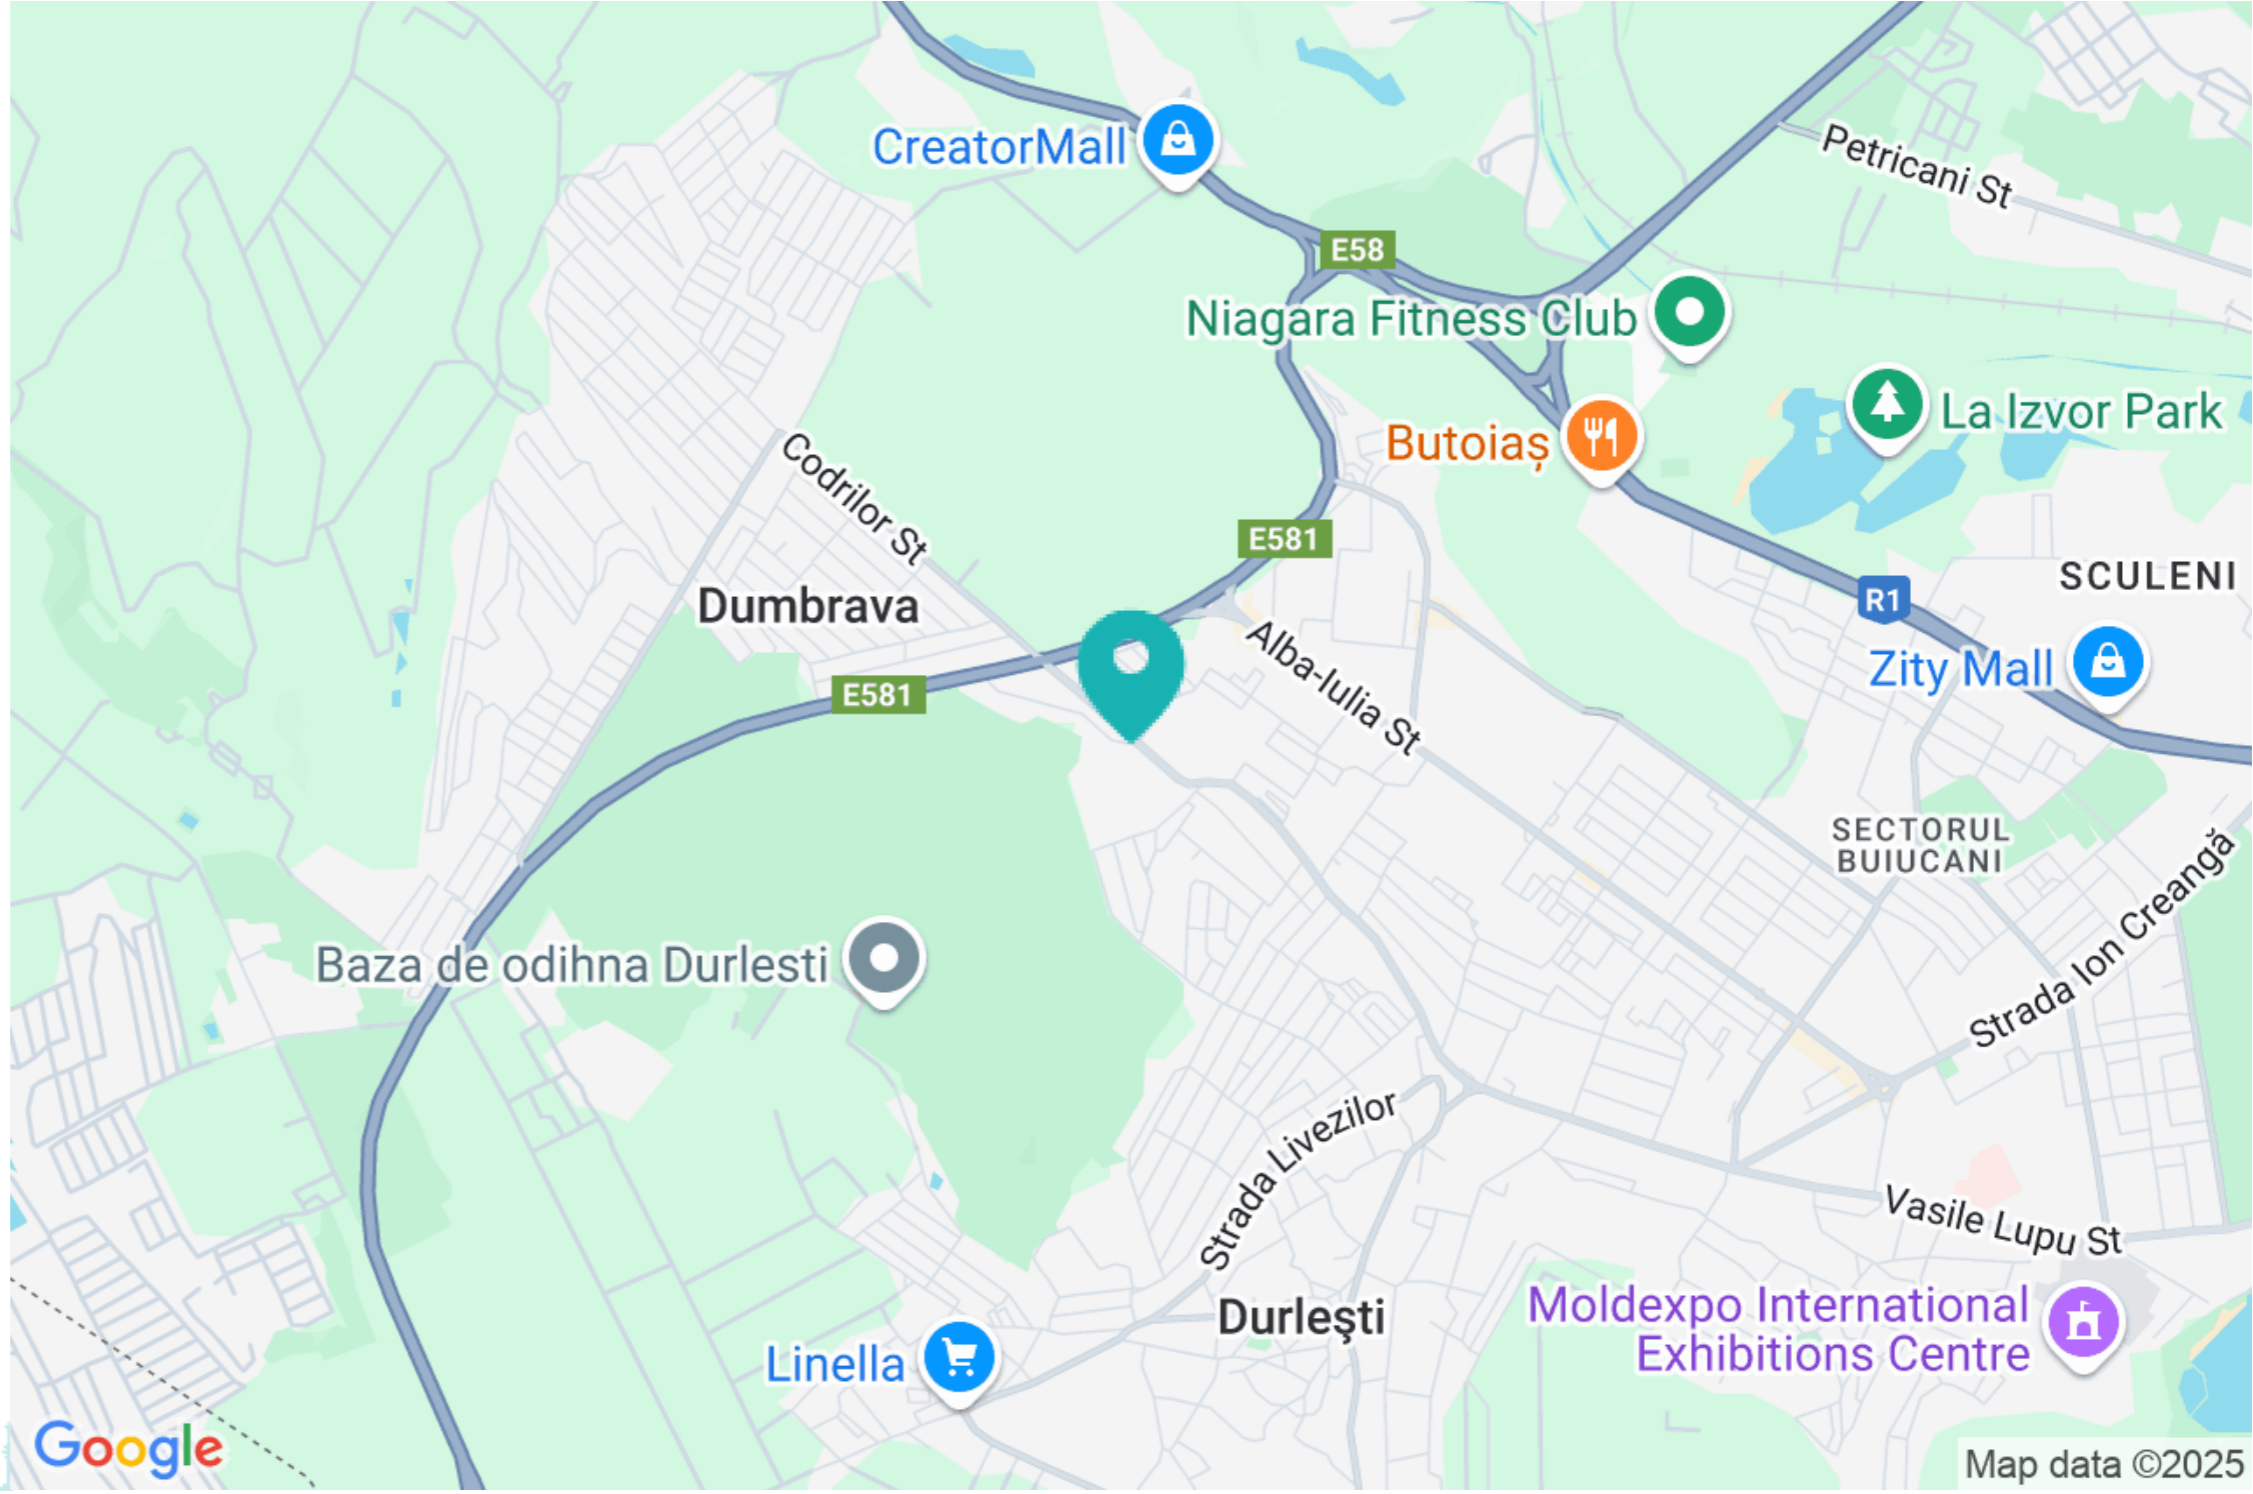 CreatorMall
Petricani St
E58
Niagara Fitness Club
La Izvor Park
Butoiaș
Codrilor St
E581
SCULENI
R1
Dumbrava
Alba-Iulia St
Zity Mall
E581
SECTORUL
BUIUCANI
Strada Ion Creangă
Baza de odihna Durlesti
Strada Livezilor
Vasile Lupu St
Durleşti
Moldexpo International
Exhibitions Centre
Linella
Google
Map data ©2025